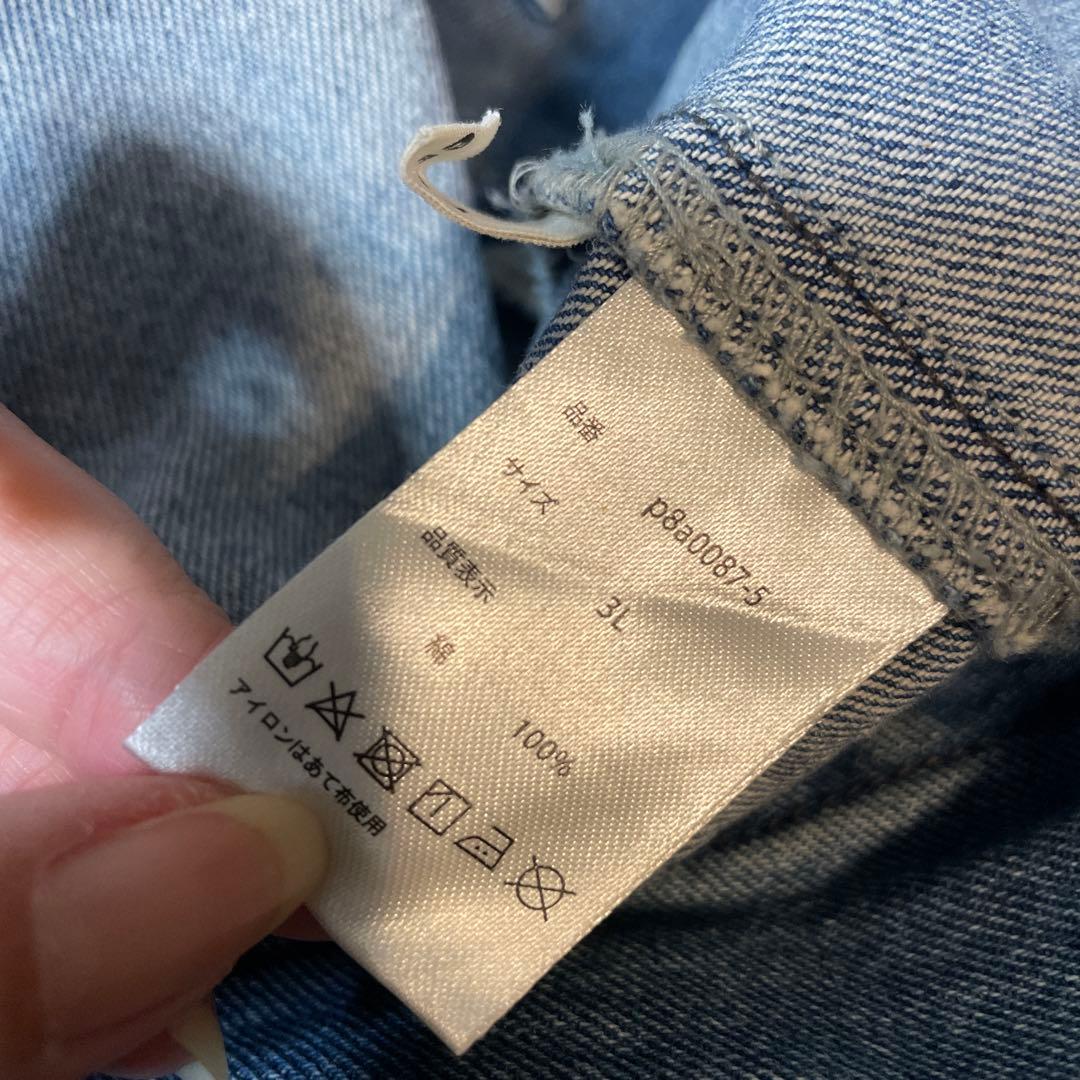 品番
p8a0087-5
サイズ
3L
品質表示
綿
100%
アイロンはあて布使用